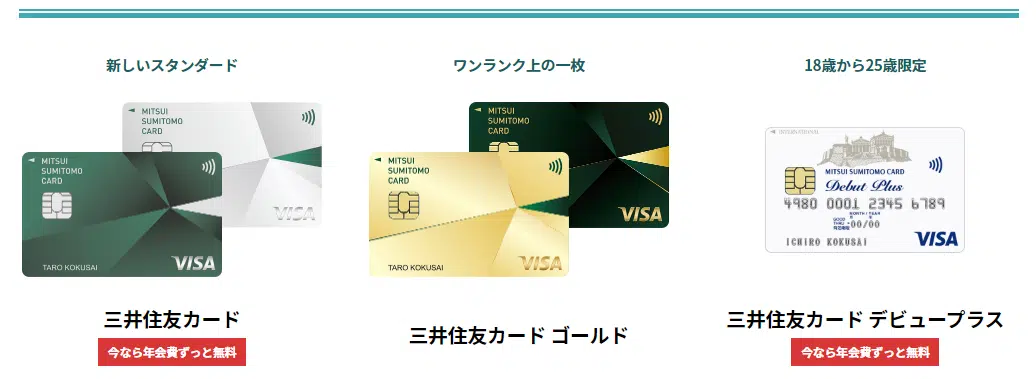 新しいスタンダード
MITSUI
SUMITOMO
CARD
VISA
MITSUI
SUMITOMO
CARD
TARO KOKUSAI
VISA
三井住友カード
今なら年会費ずっと無料
ワンランク上の一枚
MITSUI
SUMITOMO
CARD
VISA
MITSUI
SUMITOMO
CARD
TARO KOKUSAI
VISA
三井住友カード ゴールド
18歳から25歳限定
INTERNATIONAL
MITSUI SUMITOMO CARD
Debut Plus
4980 0001 2345 6789
MONTH / YEAR
GOOD
THRU
00/00
ICHIRO KOKUSAI
VISA
三井住友カード デビュープラス
今なら年会費ずっと無料